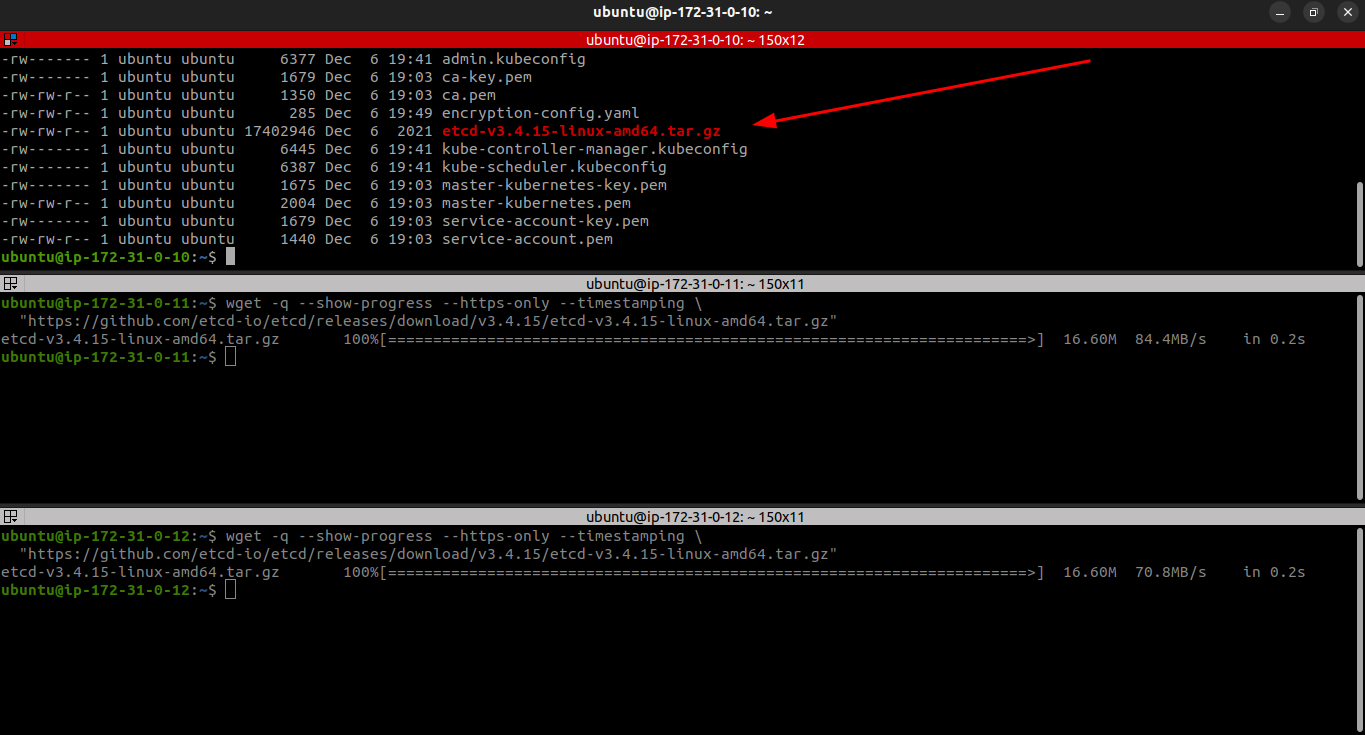 ubuntu@ip-172-31-0-10: ~
ubuntu@ip-172-31-0-10: ~ 150x12
-rw------- 1 ubuntu ubuntu     6377 Dec  6 19:41 admin.kubeconfig
-rw------- 1 ubuntu ubuntu     1679 Dec  6 19:03 ca-key.pem
-rw-rw-r-- 1 ubuntu ubuntu     1350 Dec  6 19:03 ca.pem
-rw-rw-r-- 1 ubuntu ubuntu      285 Dec  6 19:49 encryption-config.yaml
-rw-rw-r-- 1 ubuntu ubuntu 17402946 Dec  6  2021 etcd-v3.4.15-linux-amd64.tar.gz
-rw------- 1 ubuntu ubuntu     6445 Dec  6 19:41 kube-controller-manager.kubeconfig
-rw------- 1 ubuntu ubuntu     6387 Dec  6 19:41 kube-scheduler.kubeconfig
-rw------- 1 ubuntu ubuntu     1675 Dec  6 19:03 master-kubernetes-key.pem
-rw-rw-r-- 1 ubuntu ubuntu     2004 Dec  6 19:03 master-kubernetes.pem
-rw------- 1 ubuntu ubuntu     1679 Dec  6 19:03 service-account-key.pem
-rw-rw-r-- 1 ubuntu ubuntu     1440 Dec  6 19:03 service-account.pem
ubuntu@ip-172-31-0-10:~$
ubuntu@ip-172-31-0-11: ~ 150x11
ubuntu@ip-172-31-0-11:~$ wget -q --show-progress --https-only --timestamping \
  "https://github.com/etcd-io/etcd/releases/download/v3.4.15/etcd-v3.4.15-linux-amd64.tar.gz"
etcd-v3.4.15-linux-amd64.tar.gz       100%[=======================================================================>]  16.60M  84.4MB/s    in 0.2s
ubuntu@ip-172-31-0-11:~$
ubuntu@ip-172-31-0-12: ~ 150x11
ubuntu@ip-172-31-0-12:~$ wget -q --show-progress --https-only --timestamping \
  "https://github.com/etcd-io/etcd/releases/download/v3.4.15/etcd-v3.4.15-linux-amd64.tar.gz"
etcd-v3.4.15-linux-amd64.tar.gz       100%[=======================================================================>]  16.60M  70.8MB/s    in 0.2s
ubuntu@ip-172-31-0-12:~$